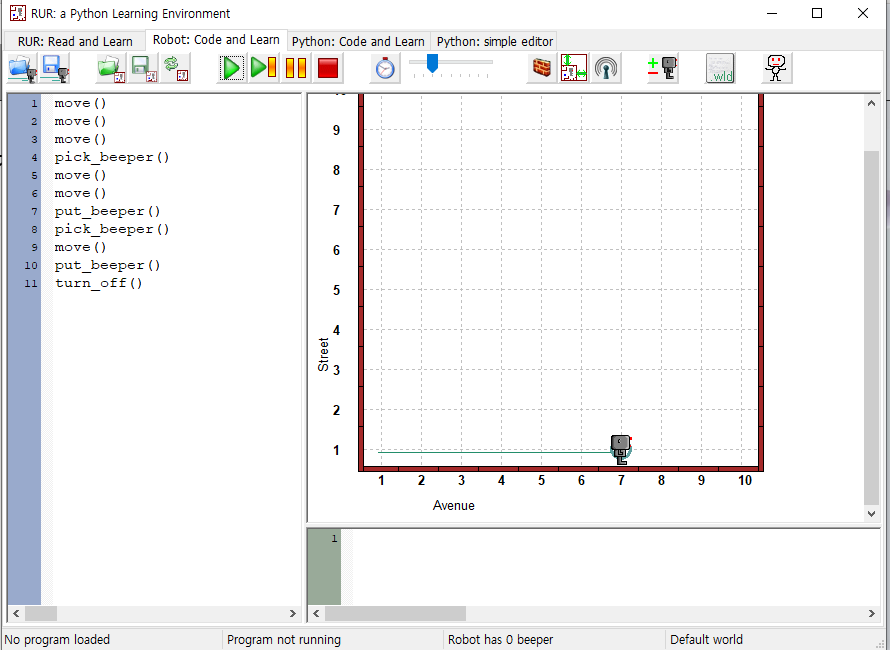 RUR: a Python Learning Environment
RUR: Read and Learn
Robot: Code and Learn
Python: Code and Learn
Python: simple editor
wld
1 move()
2 move()
3 move()
4 pick_beeper()
5 move()
6 move()
7 put_beeper()
8 pick_beeper()
9 move()
10 put_beeper()
11 turn_off()
9
8
7
6
5
4
3
2
1
Street
1 2 3 4 5 6 7 8 9 10
Avenue
1
No program loaded
Program not running
Robot has 0 beeper
Default world